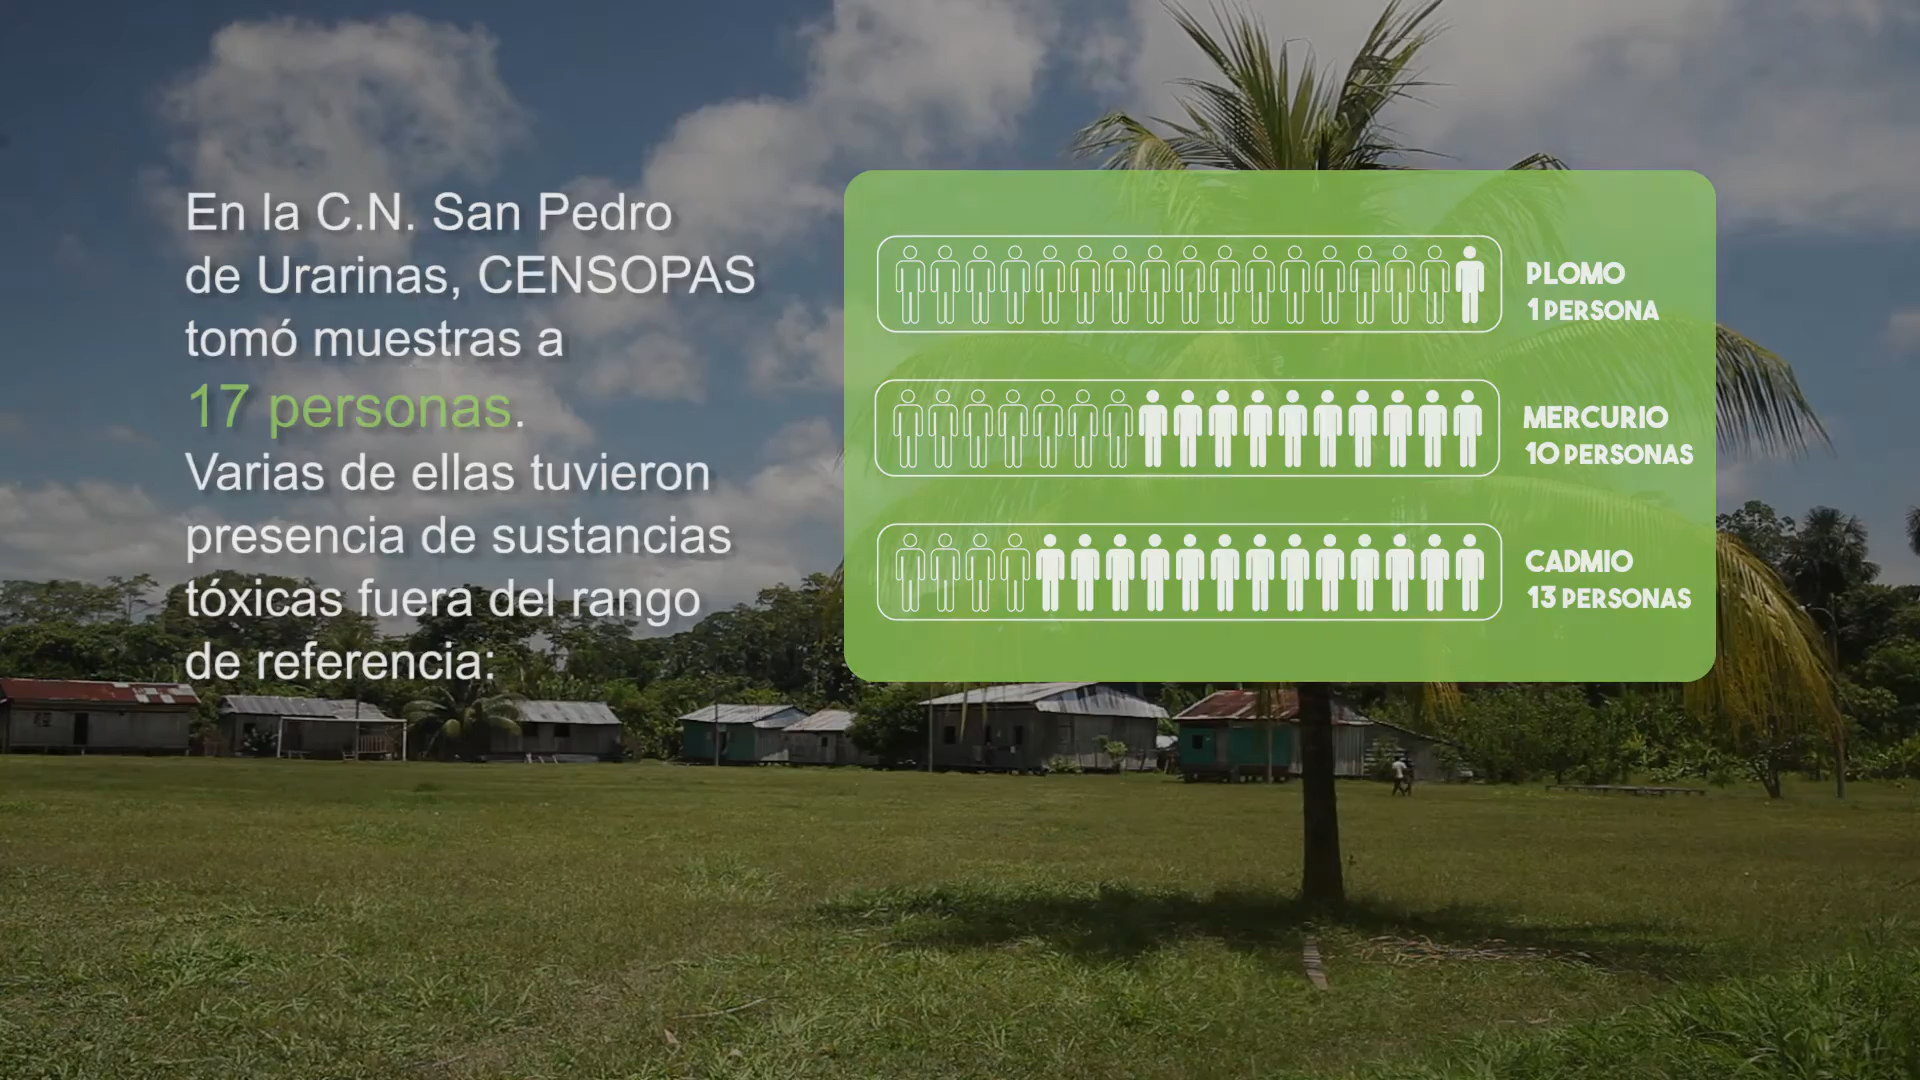 En la C.N. San Pedro
de Urarinas, CENSOPAS
tomó muestras a
17 personas.
Varias de ellas tuvieron
presencia de sustancias
tóxicas fuera del rango
de referencia:
PLOMO
1 PERSONA
MERCURIO
10 PERSONAS
CADMIO
13 PERSONAS